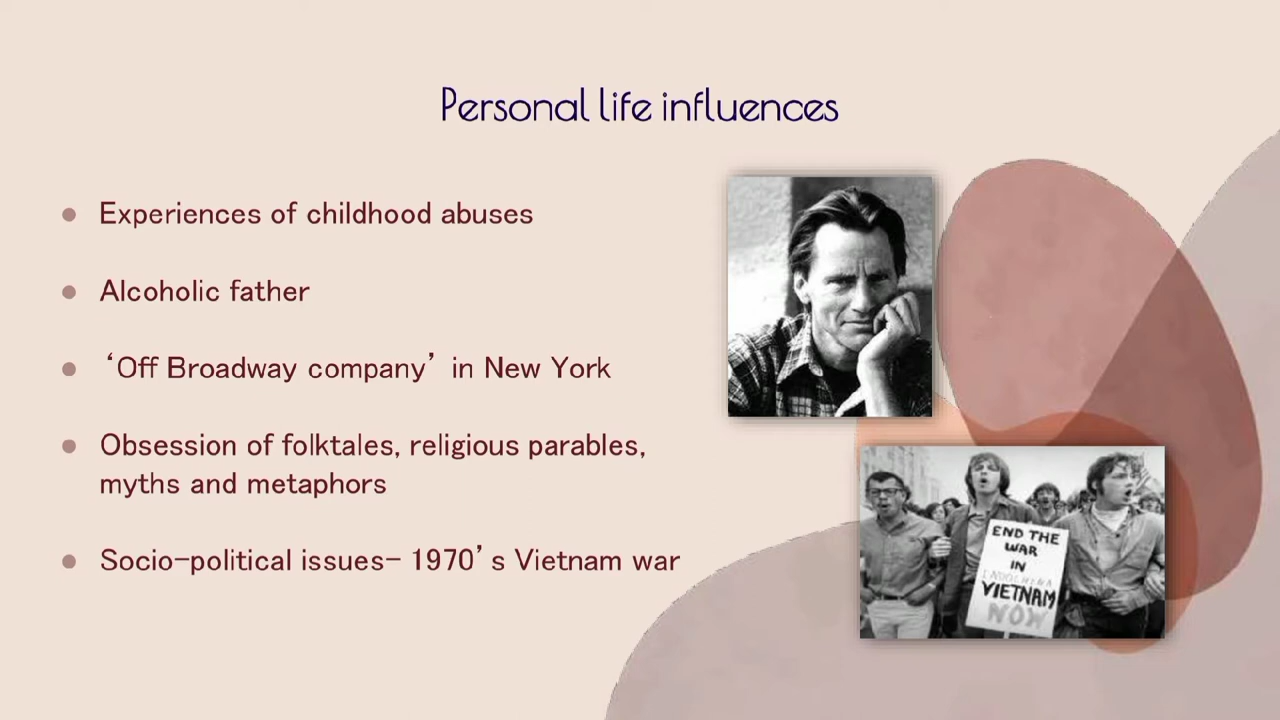 Personal life influences
Experiences of childhood abuses
Alcoholic father
‘Off Broadway company’ in New York
Obsession of folktales, religious parables,
myths and metaphors
Socio-political issues- 1970’s Vietnam war
END THE
WAR
IN
INDOCHINA
VIETNAM
NOW